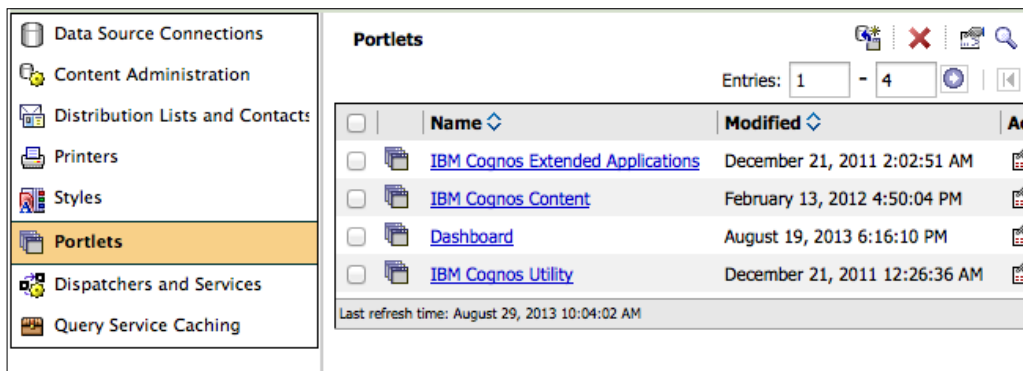 Data Source Connections
Content Administration
Distribution Lists and Contacts
Printers
Styles
Portlets
Dispatchers and Services
Query Service Caching
Portlets
Entries: 1 - 4
Name Modified
IBM Cognos Extended Applications December 21, 2011 2:02:51 AM
IBM Cognos Content February 13, 2012 4:50:04 PM
Dashboard August 19, 2013 6:16:10 PM
IBM Cognos Utility December 21, 2011 12:26:36 AM
Last refresh time: August 29, 2013 10:04:02 AM